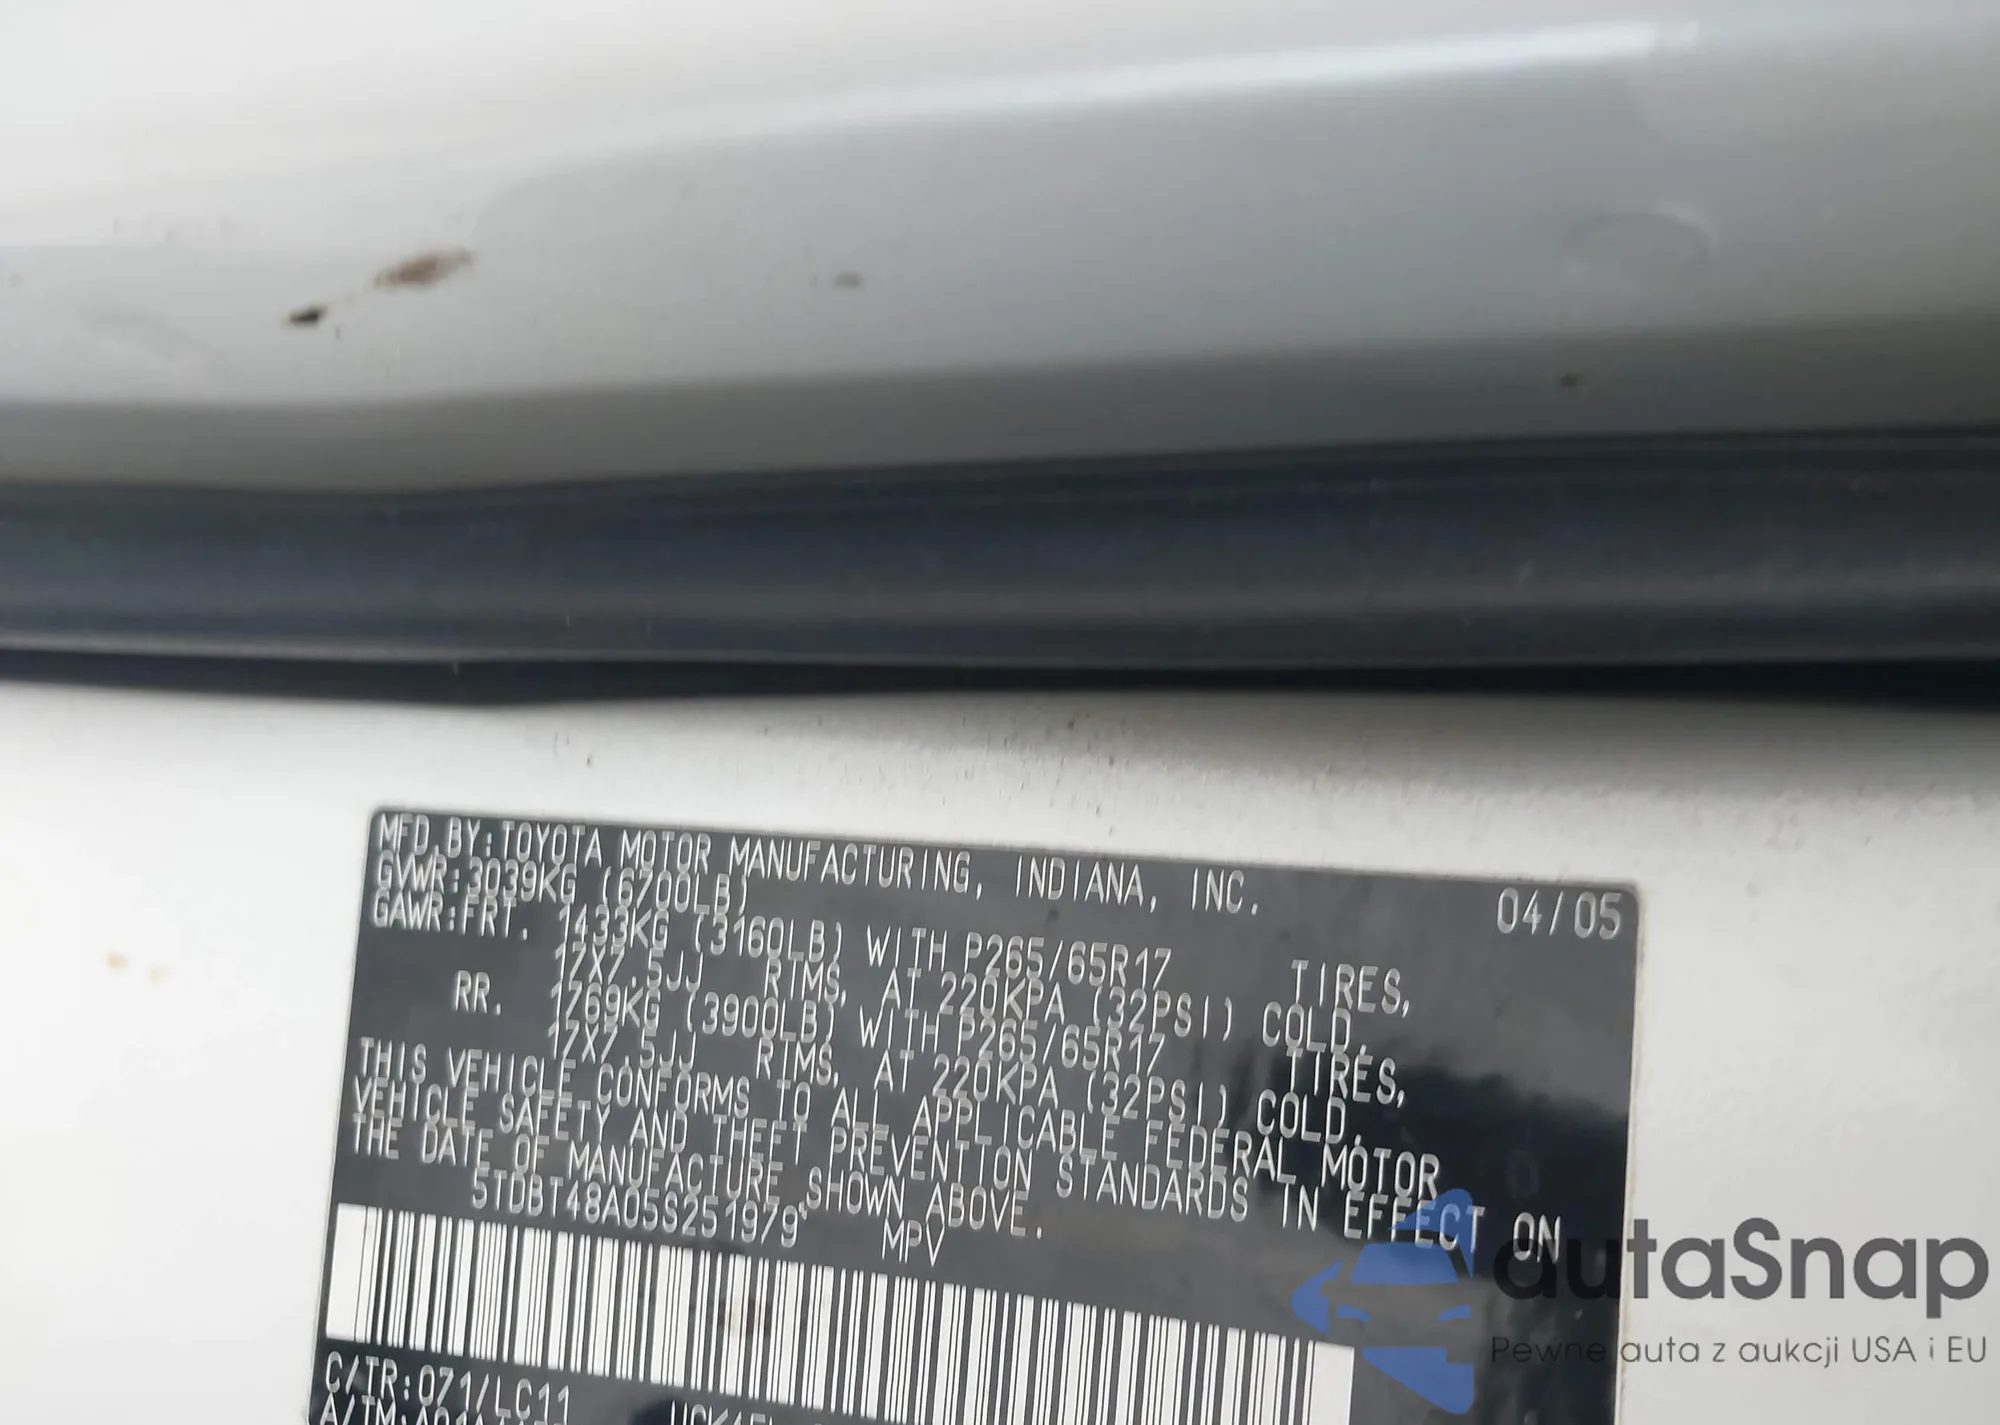 MFD.BY:TOYOTA MOTOR MANUFACTURING, INDIANA, INC. 04/05
GVWR:3039KG (6700LB)
GAWR:FRT. 1433KG (3160LB) WITH P265/65R17 TIRES,
17X7.5JJ RIMS, AT 220KPA (32PSI) COLD.
RR. 1769KG (3900LB) WITH P265/65R17 TIRES,
17X7.5JJ RIMS, AT 220KPA (32PSI) COLD.
THIS VEHICLE CONFORMS TO ALL APPLICABLE FEDERAL MOTOR
VEHICLE SAFETY AND THEFT PREVENTION STANDARDS IN EFFECT ON
THE DATE OF MANUFACTURE SHOWN ABOVE.
5TDBT48A05S251979 MPV
C/TR:071/LC11
autaSnap
Pewne auta z aukcji USA i EU